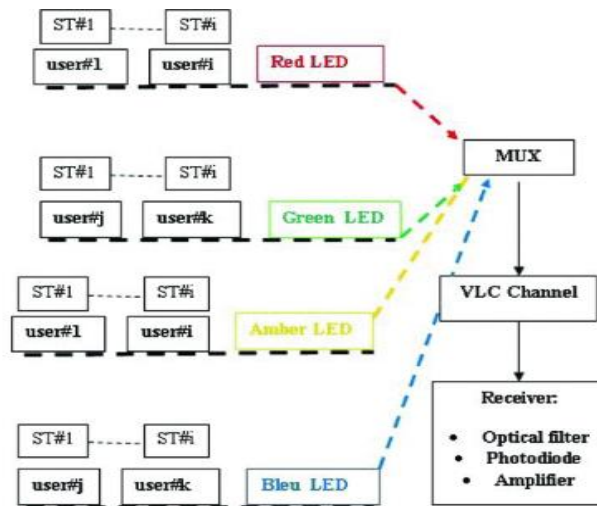 ST#1 ST#i
user#1 user#i Red LED
MUX
ST#1 ST#i
user#j user#k Green LED
VLC Channel
ST#1 ST#i
user#1 user#i Amber LED
Receiver:
• Optical filter
• Photodiode
• Amplifier
ST#1 ST#i
user#j user#k Bleu LED